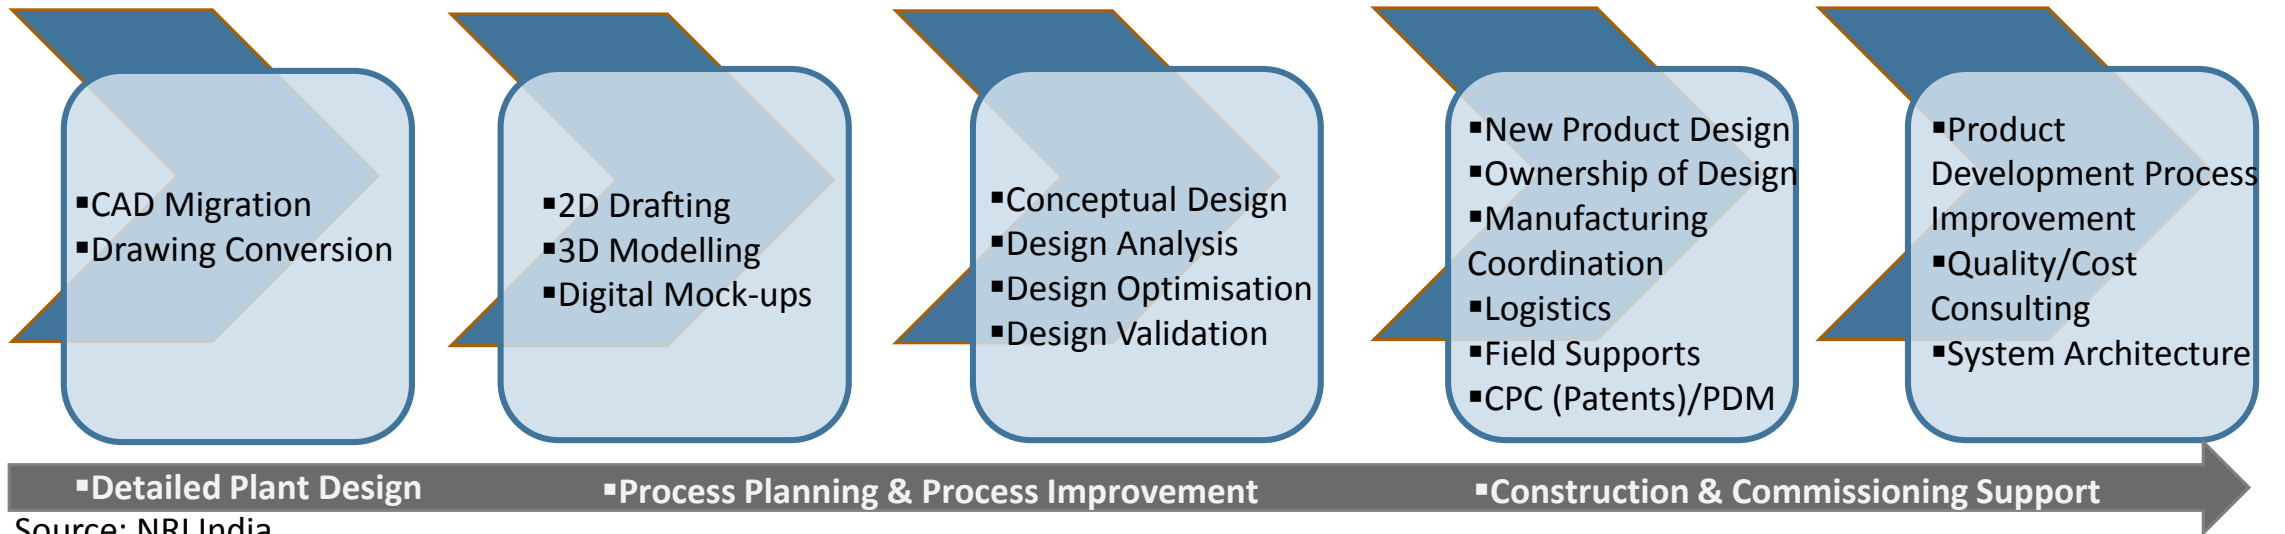 ▪CAD Migration
▪Drawing Conversion
▪2D Drafting
▪3D Modelling
▪Digital Mock-ups
▪Conceptual Design
▪Design Analysis
▪Design Optimisation
▪Design Validation
▪New Product Design
▪Ownership of Design
▪Manufacturing
Coordination
▪Logistics
▪Field Supports
▪CPC (Patents)/PDM
▪Product
Development Process
Improvement
▪Quality/Cost
Consulting
▪System Architecture
▪Detailed Plant Design
▪Process Planning & Process Improvement
▪Construction & Commissioning Support
Source: NRI India